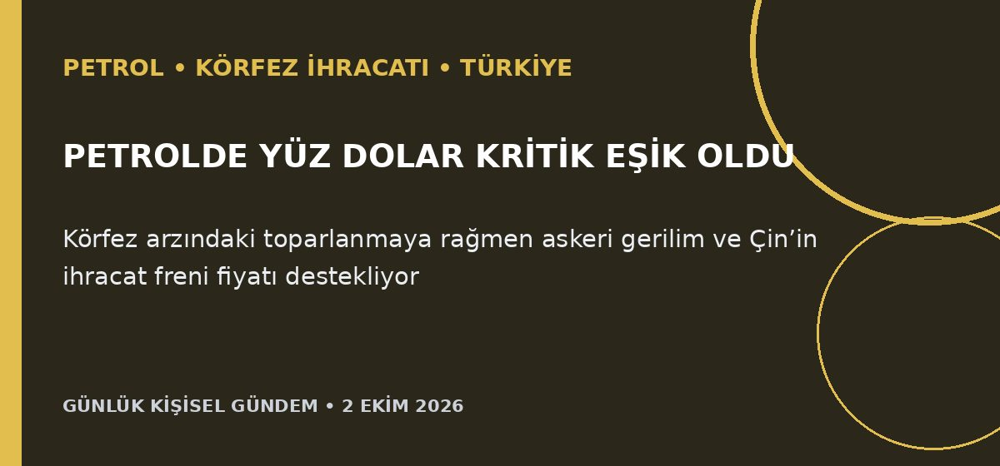 PETROL • KÖRFEZ İHRACATI • TÜRKİYE
PETROLDE YÜZ DOLAR KRİTİK EŞİK OLDU
Körfez arzındaki toparlanmaya rağmen askeri gerilim ve Çin’in
ihracat freni fiyatı destekliyor
GÜNLÜK KİŞİSEL GÜNDEM • 2 EKİM 2026